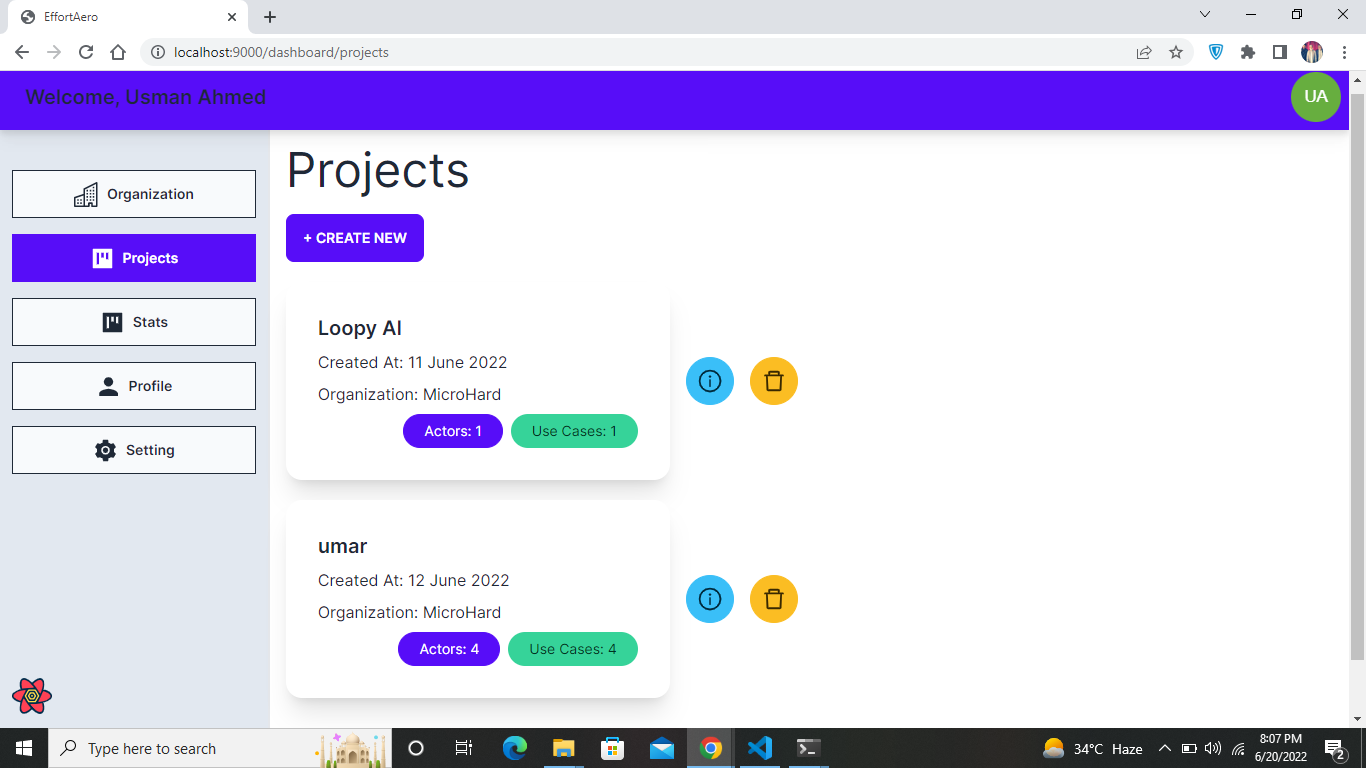 EffortAero
localhost:9000/dashboard/projects
Welcome, Usman Ahmed
UA
Organization
Projects
Stats
Profile
Setting
Projects
+ CREATE NEW
Loopy AI
Created At: 11 June 2022
Organization: MicroHard
Actors: 1
Use Cases: 1
umar
Created At: 12 June 2022
Organization: MicroHard
Actors: 4
Use Cases: 4
Type here to search
34°C Haze
8:07 PM
6/20/2022
2